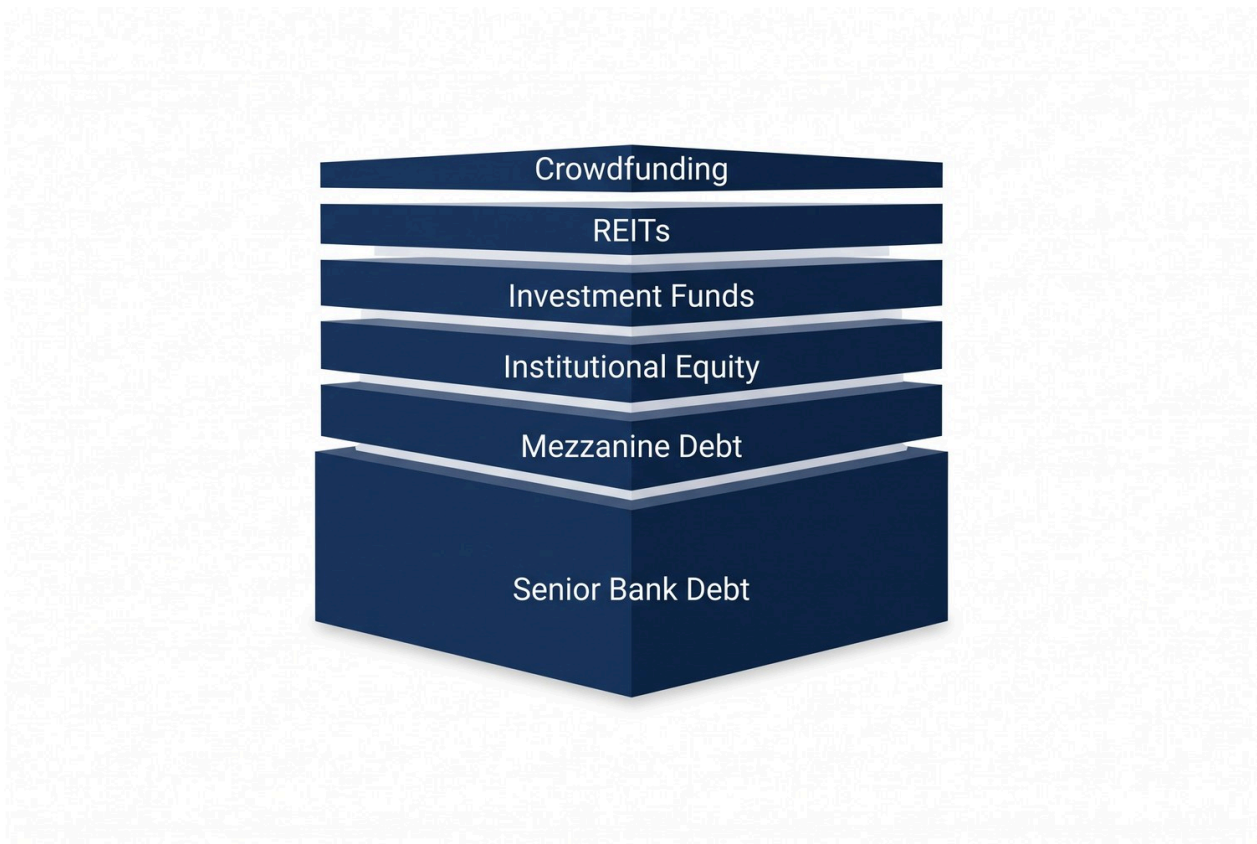 Crowdfunding
REITs
Investment Funds
Institutional Equity
Mezzanine Debt
Senior Bank Debt